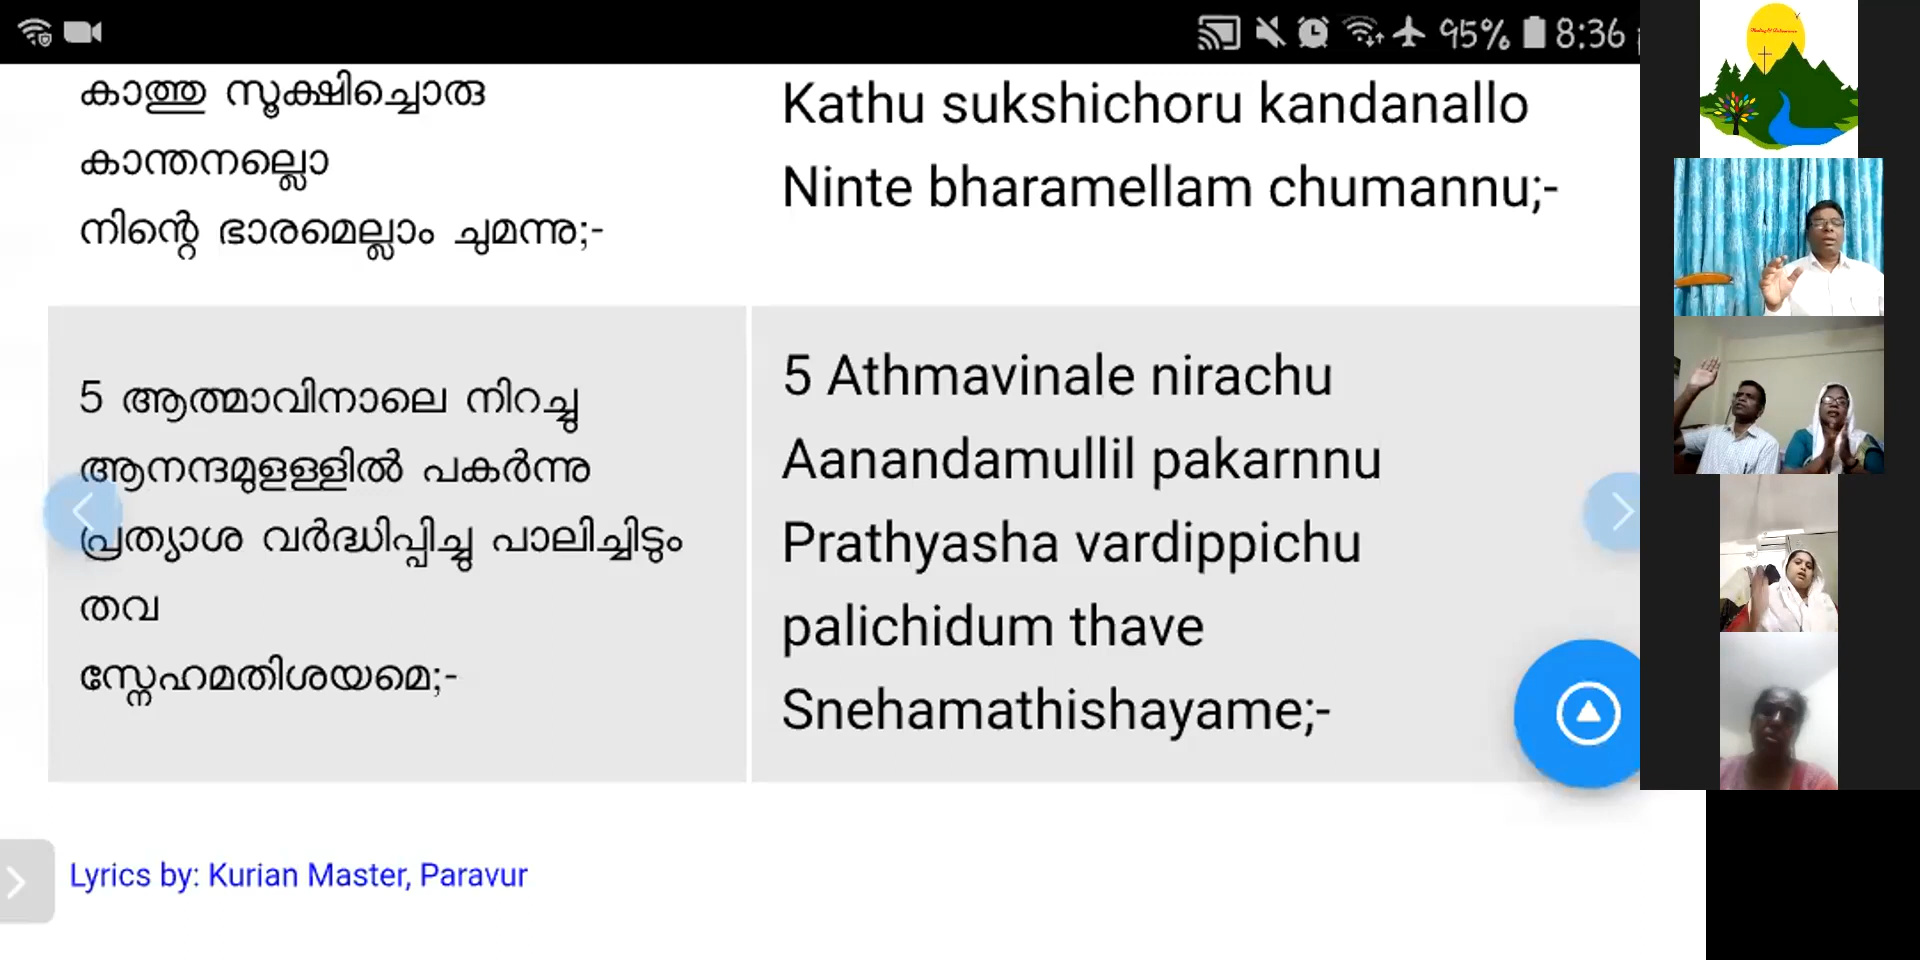 95% 8:36
കാത്തു സൂക്ഷിച്ചൊരു
കാന്തനല്ലൊ
നിന്റെ ഭാരമെല്ലാം ചുമന്നു;-
Kathu sukshichoru kandanallo
Ninte bharamellam chumannu;-
5 ആത്മാവിനാലെ നിറച്ചു
ആനന്ദമുളള്ളിൽ പകർന്നു
പ്രത്യാശ വർദ്ധിപ്പിച്ചു പാലിച്ചിടും
തവ
സ്നേഹമതിശയമെ;-
5 Athmavinale nirachu
Aanandamullil pakarnnu
Prathyasha vardippichu
palichidum thave
Snehamathishayame;-
Lyrics by: Kurian Master, Paravur